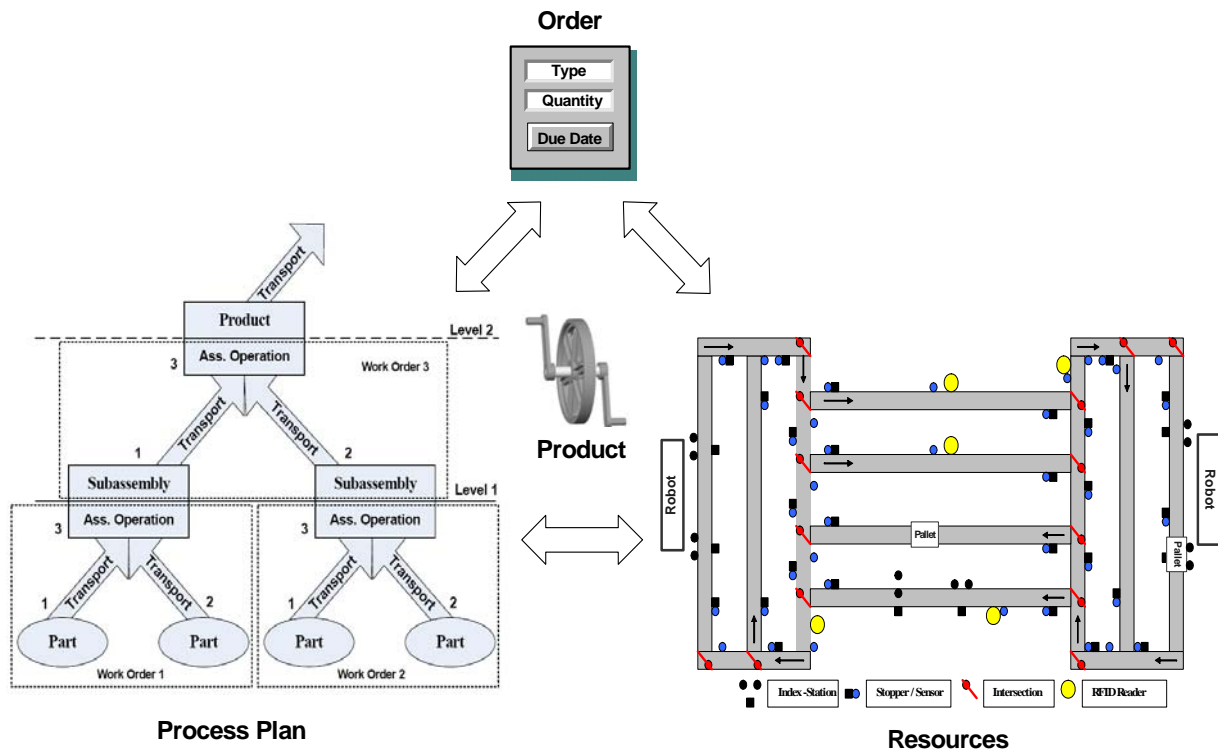 Order
Type
Quantity
Due Date
Transport
Product
Level 2
Ass. Operation
3
Work Order 3
Transport
Transport
1
2
Subassembly
Subassembly
Level 1
Ass. Operation
3
Ass. Operation
3
Transport
Transport
Transport
Transport
1
2
1
2
Part
Part
Part
Part
Work Order 1
Work Order 2
Process Plan
Product
Robot
Robot
Pallet
Pallet
Index -Station
Stopper / Sensor
Intersection
RFID Reader
Resources